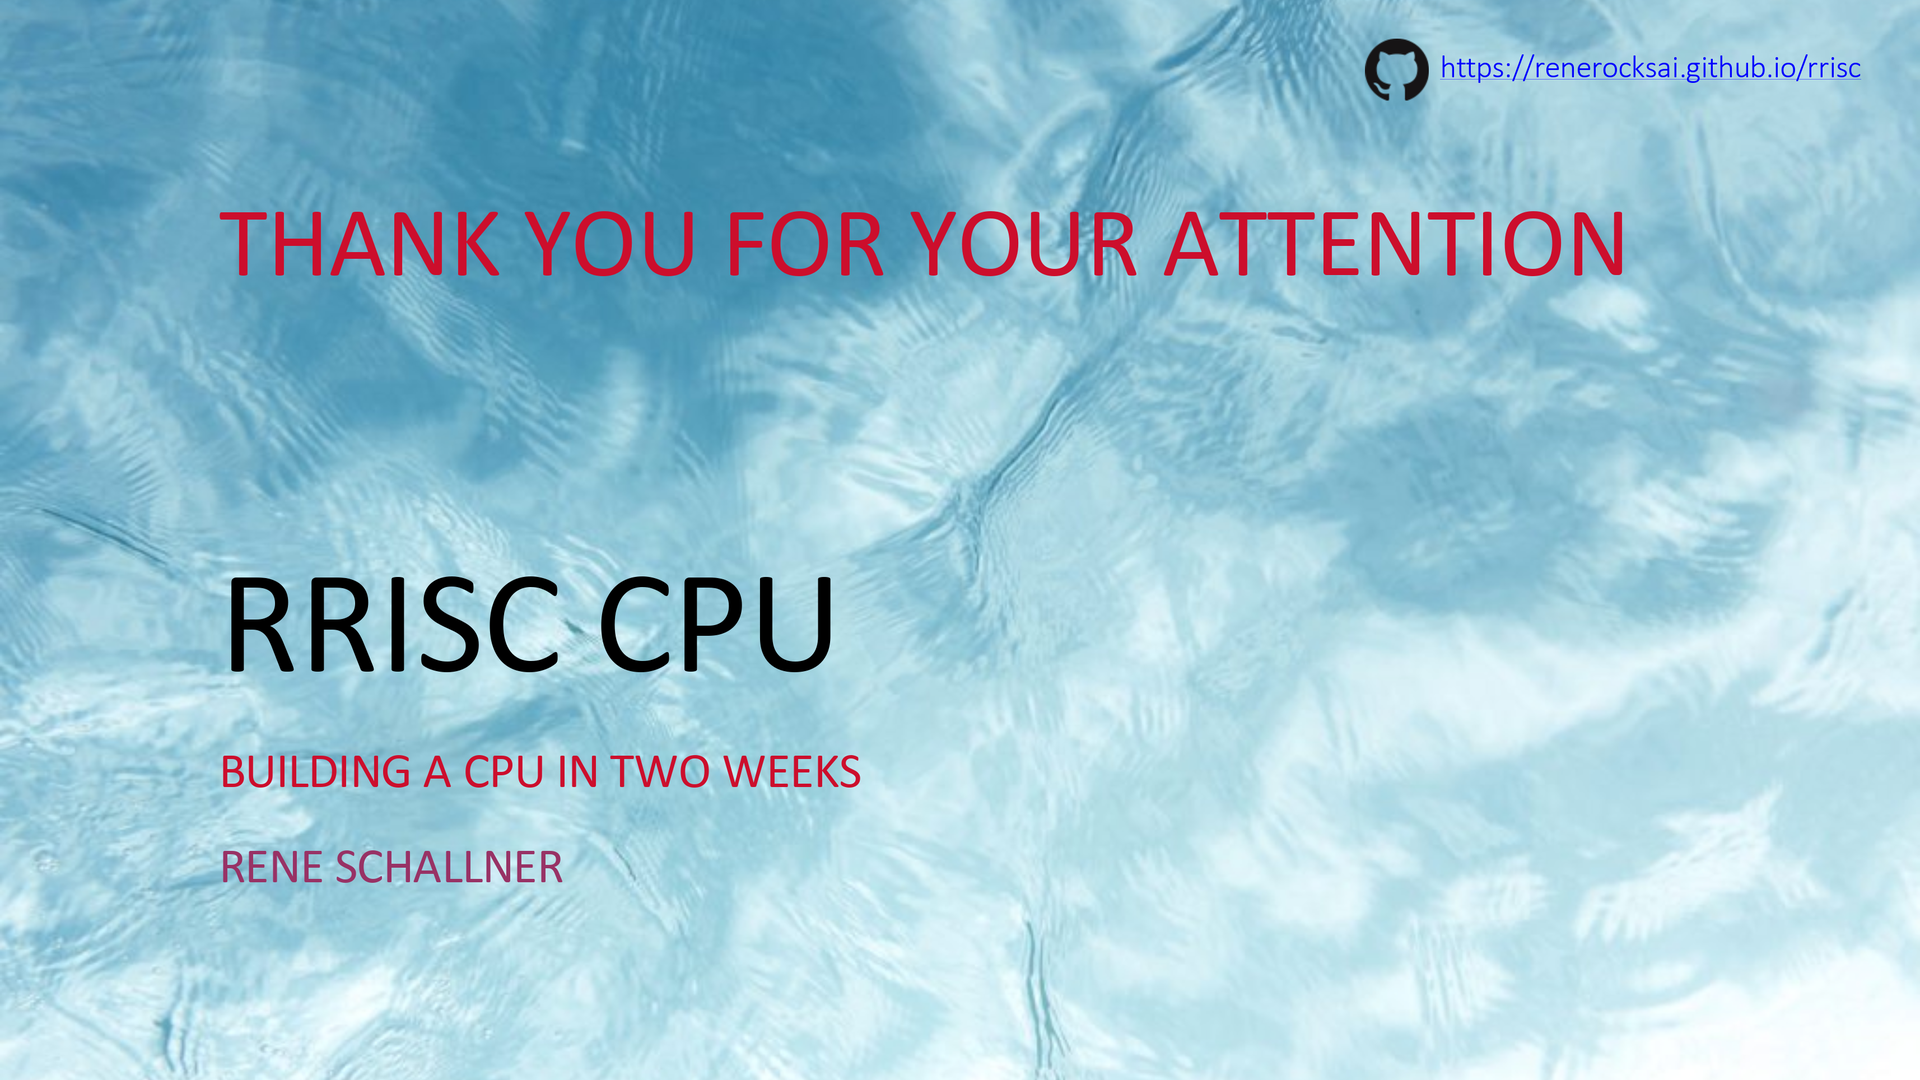 https://renerocksai.github.io/rrisc
THANK YOU FOR YOUR ATTENTION
RRISC CPU
BUILDING A CPU IN TWO WEEKS
RENE SCHALLNER